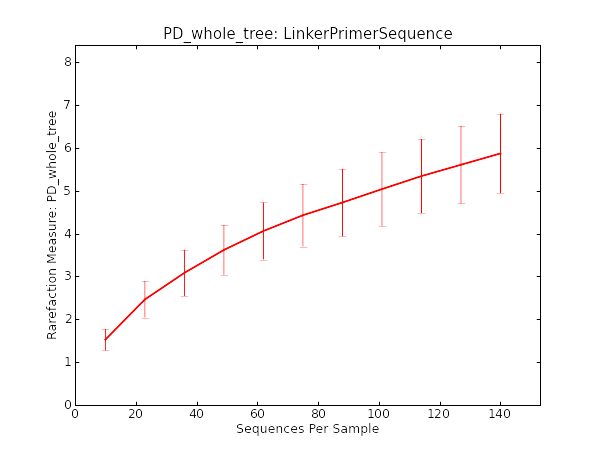 PD_whole_tree: LinkerPrimerSequence
Rarefaction Measure: PD_whole_tree
8
7
6
5
4
3
2
1
0
0 20 40 60 80 100 120 140
Sequences Per Sample